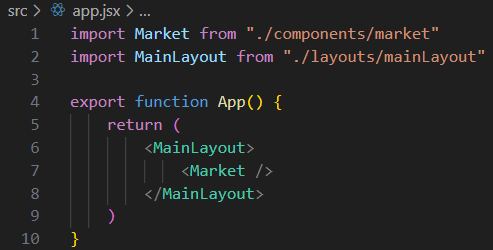 src > app.jsx > ...
1 import Market from "./components/market"
2 import MainLayout from "./layouts/mainLayout"
3
4 export function App() {
5     return (
6         <MainLayout>
7             <Market />
8         </MainLayout>
9     )
10 }